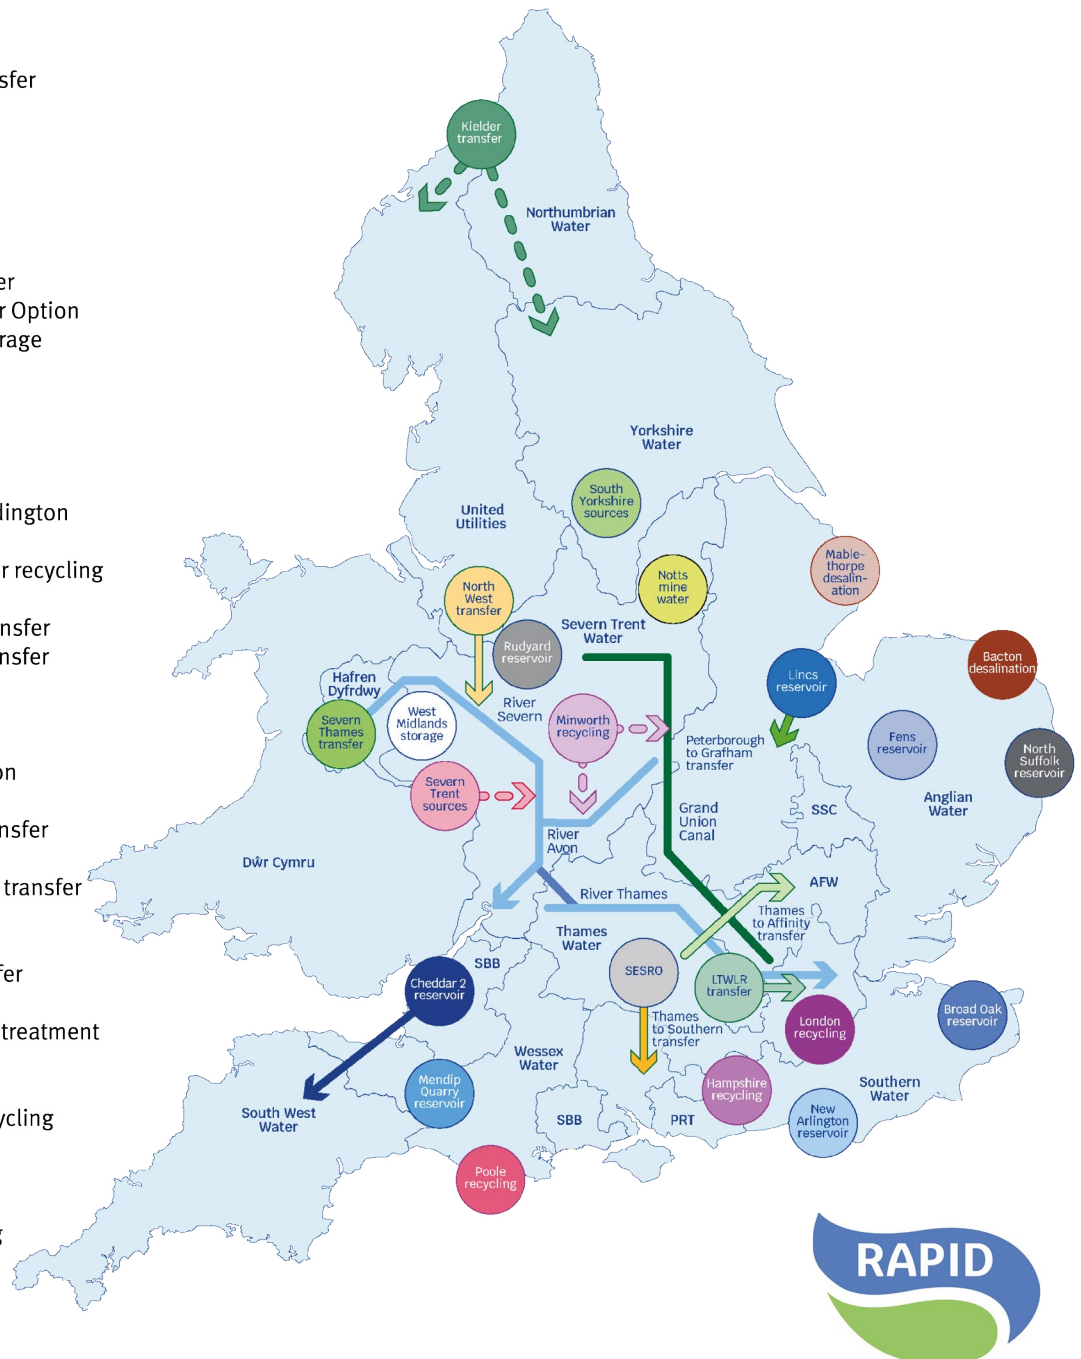 sfer
er
r Option
rage
dington
r recycling
nsfer
nsfer
on
nsfer
transfer
fer
treatment
ycling
g
Kielder
transfer
Northumbrian
Water
Yorkshire
Water
South
Yorkshire
sources
United
Utilities
Mable-
thorpe
desalin-
ation
Notts
mine
water
North
West
transfer
Severn Trent
Water
Rudyard
reservoir
Bacton
desalination
Lincs
reservoir
Hafren
Dyfrdwy
River
Severn
West
Midlands
storage
Severn
Thames
transfer
Minworth
recycling
Peterborough
to Grafham
transfer
Fens
reservoir
North
Suffolk
reservoir
Severn
Trent
sources
Anglian
Water
SSC
Grand
Union
Canal
River
Avon
Dŵr Cymru
AFW
River Thames
Thames
to Affinity
transfer
Thames
Water
SBB
SESRO
LTWLR
transfer
Cheddar 2
reservoir
Broad Oak
reservoir
Thames
to Southern
transfer
London
recycling
Wessex
Water
Mendip
Quarry
reservoir
Hampshire
recycling
Southern
Water
South West
Water
SBB
PRT
New
Arlington
reservoir
Poole
recycling
RAPID